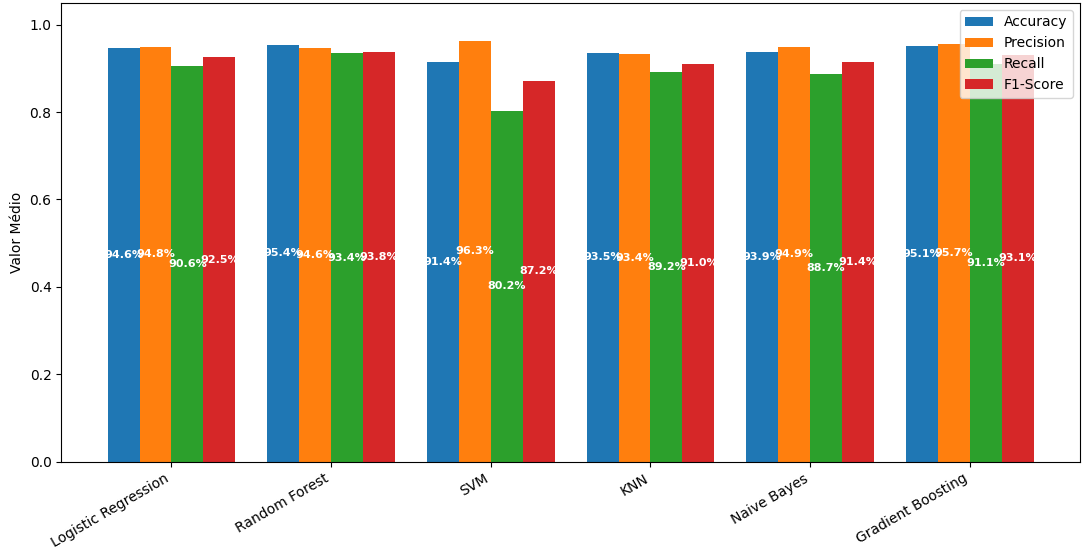 Accuracy
Precision
Recall
F1-Score
Valor Médio
1.0
0.8
0.6
0.4
0.2
0.0
94.6% 94.8% 90.6% 92.5% 95.4% 94.6% 93.4% 93.8% 91.4% 96.3% 80.2% 87.2% 93.5% 93.4% 89.2% 91.0% 93.9% 94.9% 88.7% 91.4% 95.1% 95.7% 91.1% 93.1%
Logistic Regression
Random Forest
SVM
KNN
Naive Bayes
Gradient Boosting